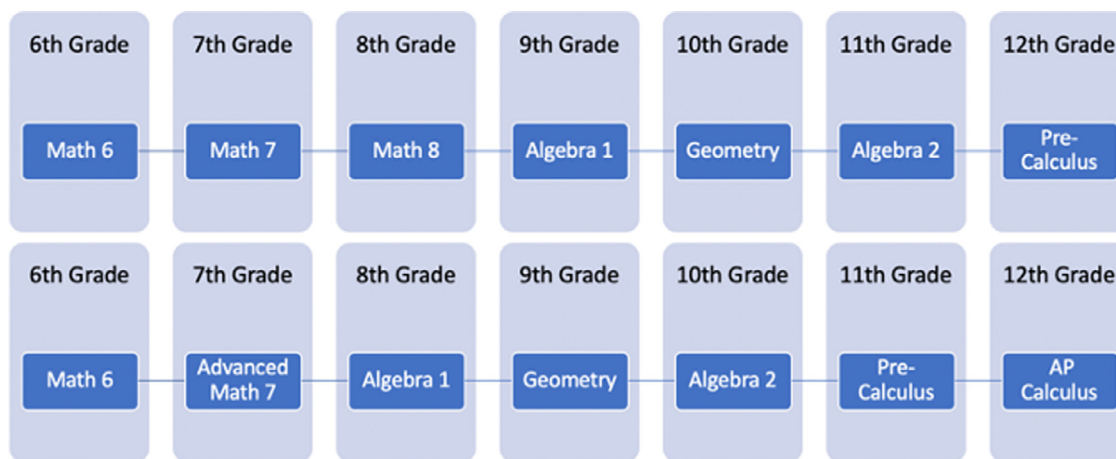 6th Grade
7th Grade
8th Grade
9th Grade
10th Grade
11th Grade
12th Grade
Math 6
Math 7
Math 8
Algebra 1
Geometry
Algebra 2
Pre-
Calculus
6th Grade
7th Grade
8th Grade
9th Grade
10th Grade
11th Grade
12th Grade
Math 6
Advanced
Math 7
Algebra 1
Geometry
Algebra 2
Pre-
Calculus
AP
Calculus